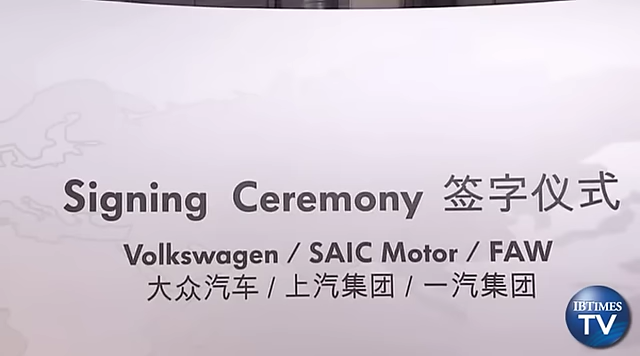 Signing Ceremony 签字仪式
Volkswagen / SAIC Motor / FAW
大众汽车 / 上汽集团 / 一汽集团
IBTIMES
TV